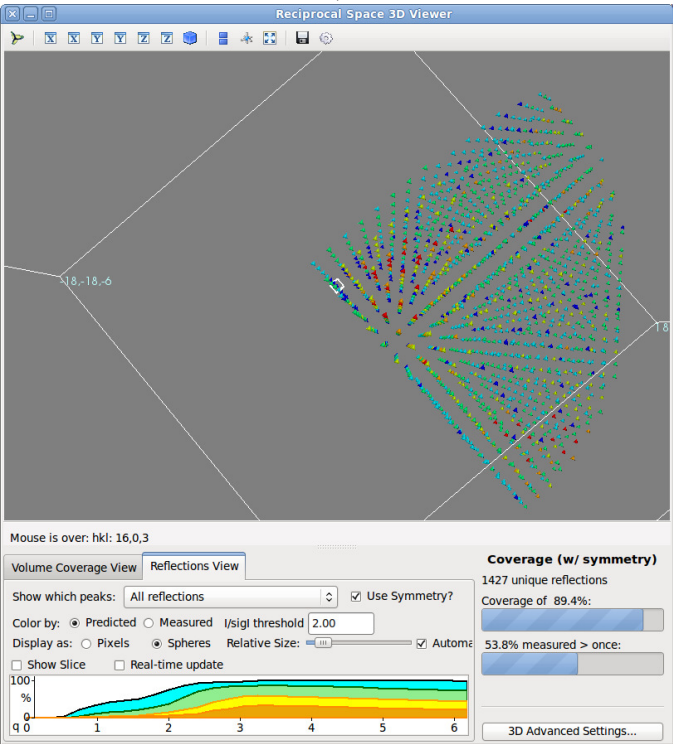 Reciprocal Space 3D Viewer
X X Y Y Z Z
-18,-18,-6
18
Mouse is over: hkl: 16,0,3
Volume Coverage View Reflections View
Show which peaks: All reflections Use Symmetry?
Color by: Predicted Measured I/sigI threshold 2.00
Display as: Pixels Spheres Relative Size: Automa
Show Slice Real-time update
100
%
0
q 0 1 2 3 4 5 6
Coverage (w/ symmetry)
1427 unique reflections
Coverage of 89.4%:
53.8% measured > once:
3D Advanced Settings...